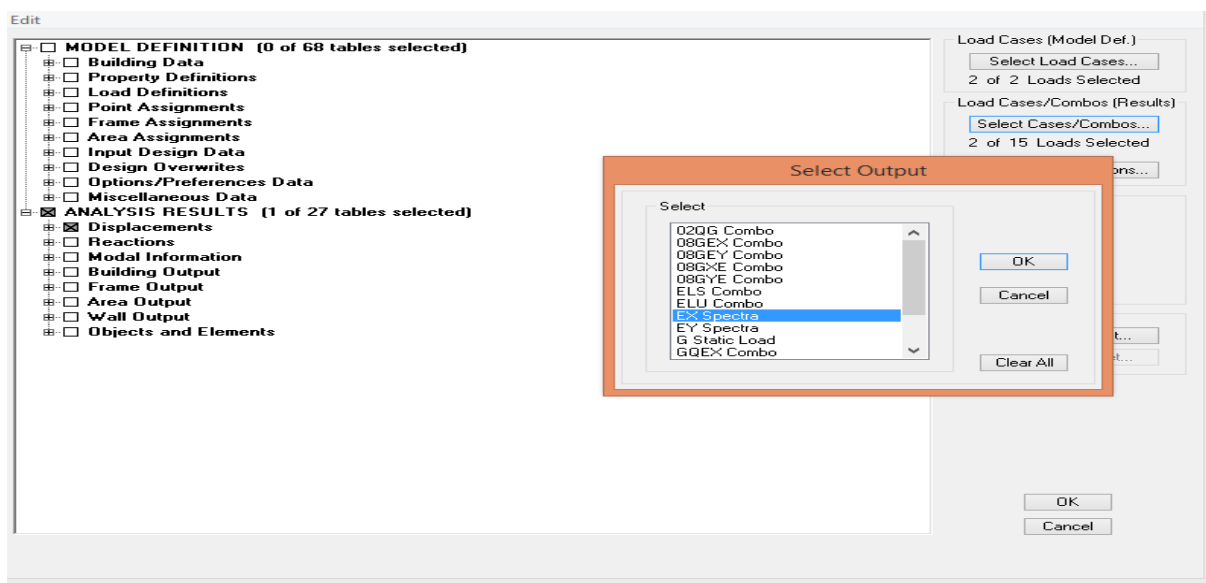 Edit
MODEL DEFINITION (0 of 68 tables selected)
Building Data
Property Definitions
Load Definitions
Point Assignments
Frame Assignments
Area Assignments
Input Design Data
Design Overwrites
Options/Preferences Data
Miscellaneous Data
ANALYSIS RESULTS (1 of 27 tables selected)
Displacements
Reactions
Modal Information
Building Output
Frame Output
Area Output
Wall Output
Objects and Elements
Load Cases (Model Def.)
Select Load Cases...
2 of 2 Loads Selected
Load Cases/Combos (Results)
Select Cases/Combos...
2 of 15 Loads Selected
ons...
Select Output
Select
02QG Combo
08GEX Combo
08GEY Combo
08GXE Combo
08GYE Combo
ELS Combo
ELU Combo
EX Spectra
EY Spectra
G Static Load
GQEX Combo
OK
Cancel
Clear All
t...
et...
OK
Cancel